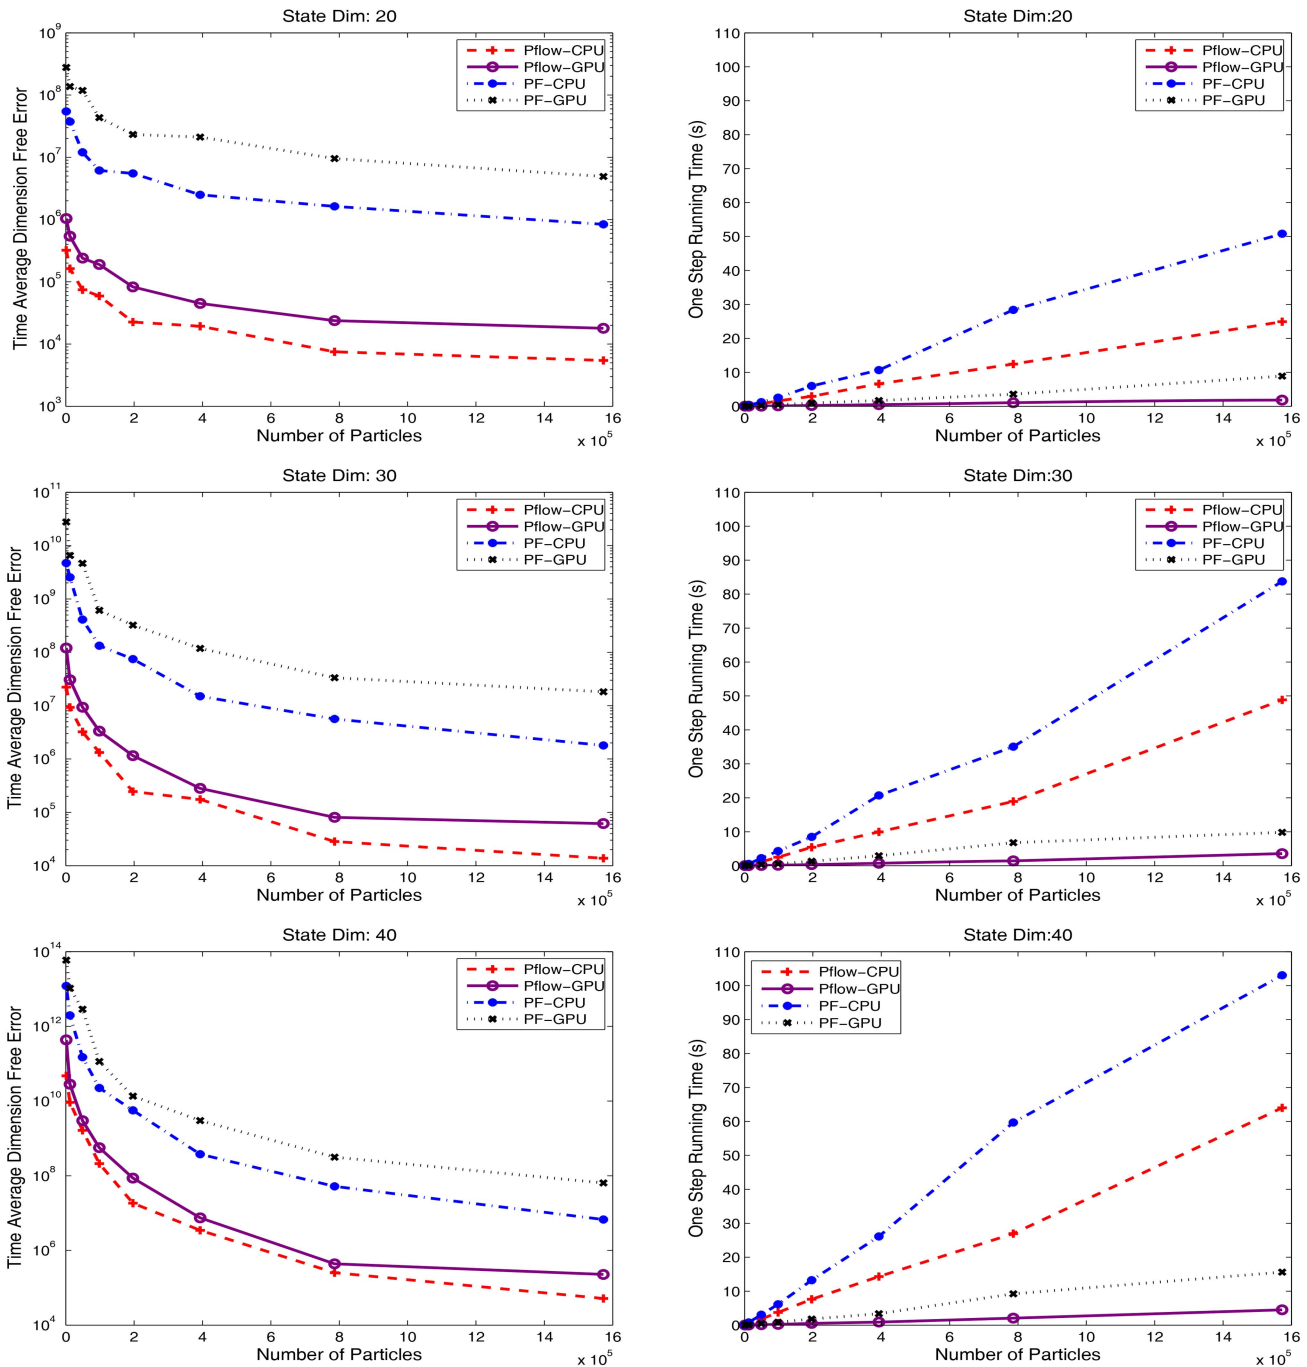 State Dim: 20
Time Average Dimension Free Error
10^9
10^8
10^7
10^6
10^5
10^4
10^3
Pflow-CPU
Pflow-GPU
PF-CPU
PF-GPU
0 2 4 6 8 10 12 14 16
Number of Particles
x 10^5
State Dim:20
One Step Running Time (s)
110
100
90
80
70
60
50
40
30
20
10
0
Pflow-CPU
Pflow-GPU
PF-CPU
PF-GPU
0 2 4 6 8 10 12 14 16
Number of Particles
x 10^5
State Dim: 30
Time Average Dimension Free Error
10^11
10^10
10^9
10^8
10^7
10^6
10^5
10^4
Pflow-CPU
Pflow-GPU
PF-CPU
PF-GPU
0 2 4 6 8 10 12 14 16
Number of Particles
x 10^5
State Dim:30
One Step Running Time (s)
110
100
90
80
70
60
50
40
30
20
10
0
Pflow-CPU
Pflow-GPU
PF-CPU
PF-GPU
0 2 4 6 8 10 12 14 16
Number of Particles
x 10^5
State Dim: 40
Time Average Dimension Free Error
10^14
10^12
10^10
10^8
10^6
10^4
Pflow-CPU
Pflow-GPU
PF-CPU
PF-GPU
0 2 4 6 8 10 12 14 16
Number of Particles
x 10^5
State Dim:40
One Step Running Time (s)
110
100
90
80
70
60
50
40
30
20
10
0
Pflow-CPU
Pflow-GPU
PF-CPU
PF-GPU
0 2 4 6 8 10 12 14 16
Number of Particles
x 10^5